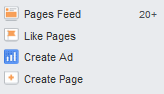 Pages Feed 20+
Like Pages
Create Ad
Create Page